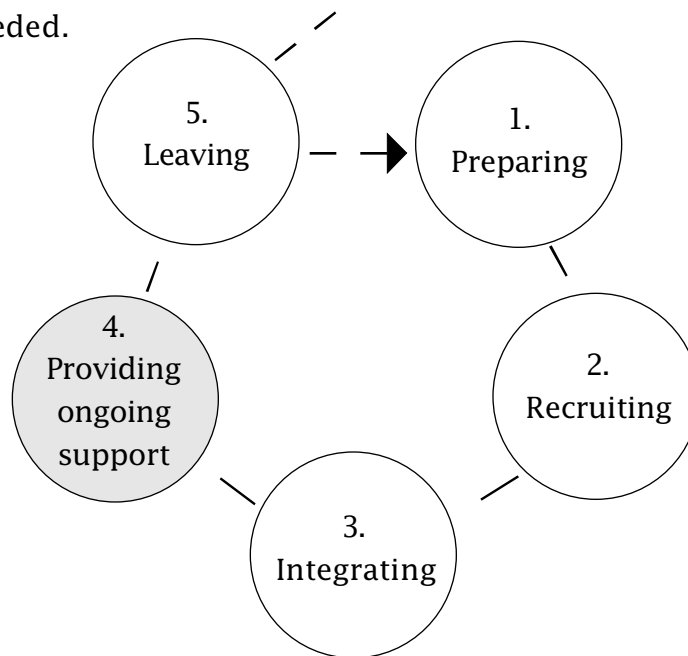 eded.
5.
Leaving
1.
Preparing
4.
Providing
ongoing
support
2.
Recruiting
3.
Integrating